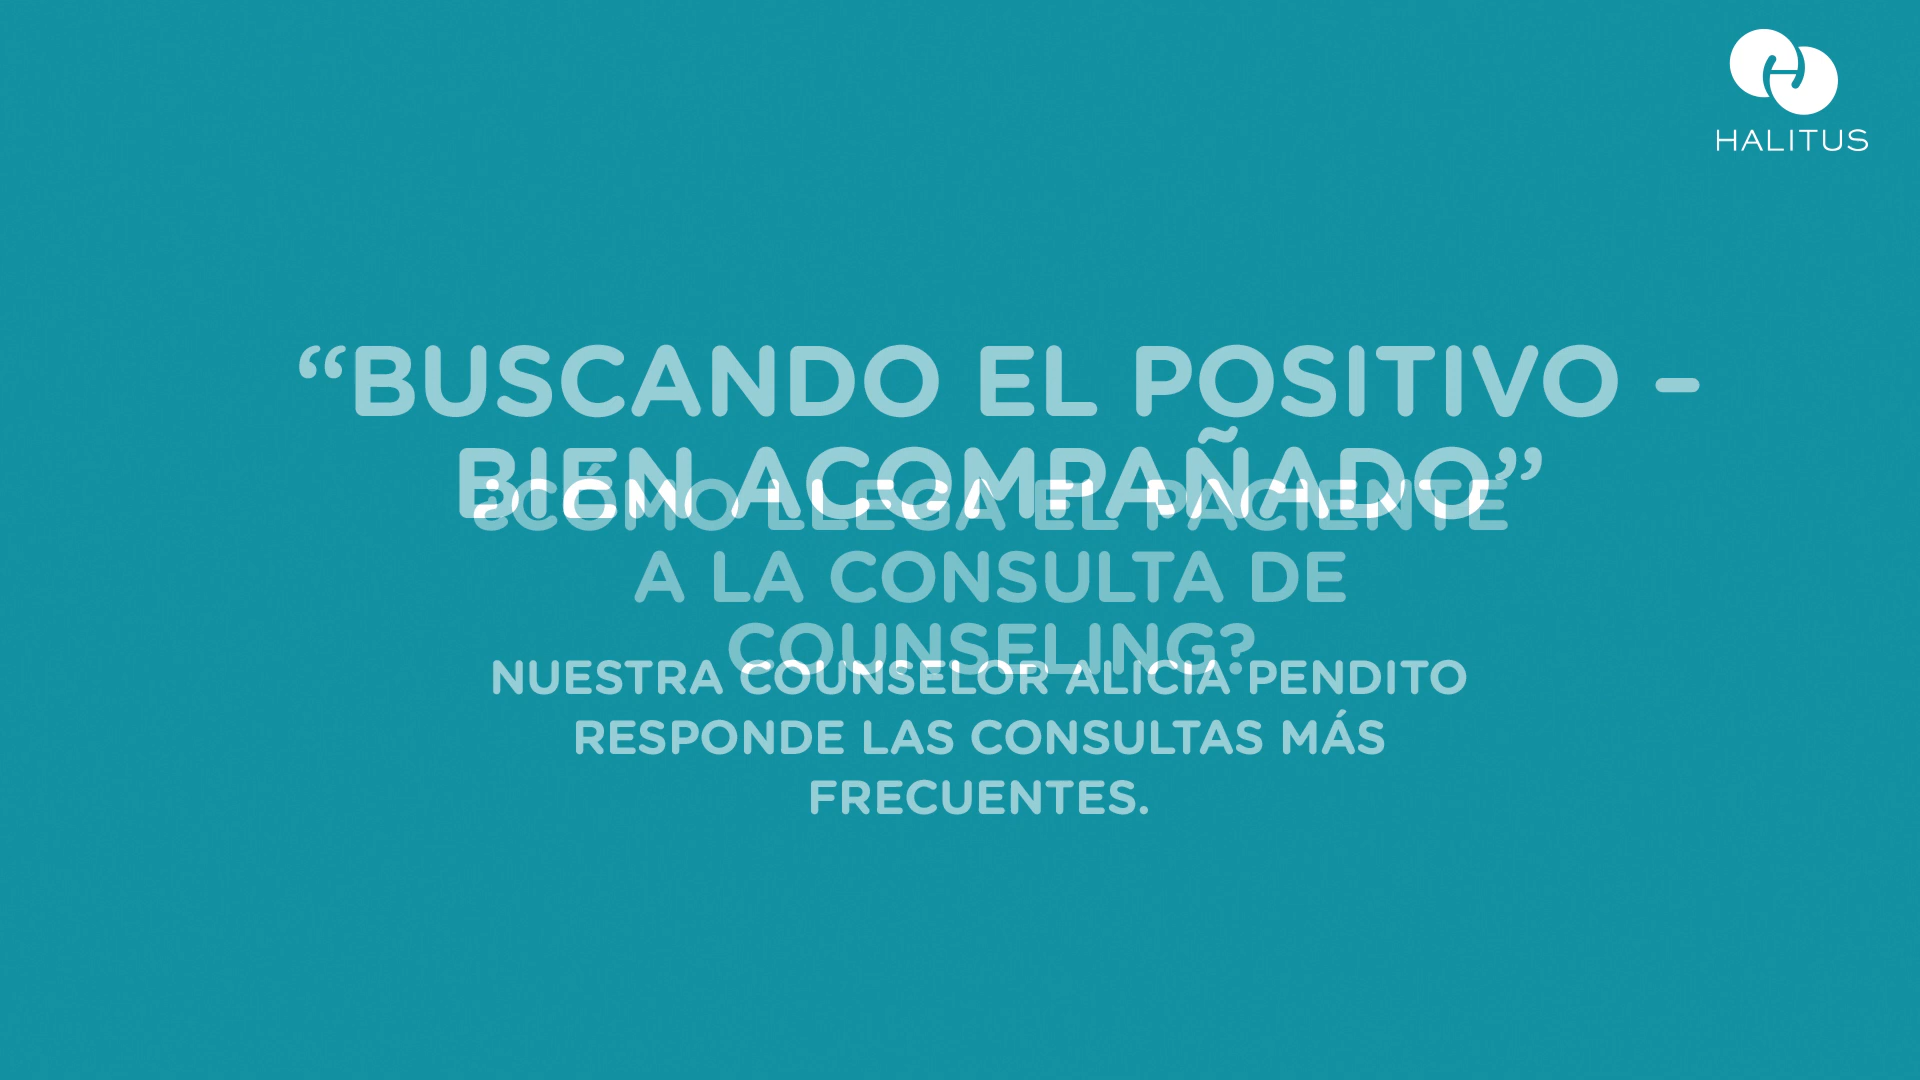 HALITUS
“BUSCANDO EL POSITIVO –
BIEN ACOMPAÑADO”
¿CÓMO LLEGA EL PACIENTE
A LA CONSULTA DE
COUNSELING?
NUESTRA COUNSELOR ALICIA PENDITO
RESPONDE LAS CONSULTAS MÁS
FRECUENTES.